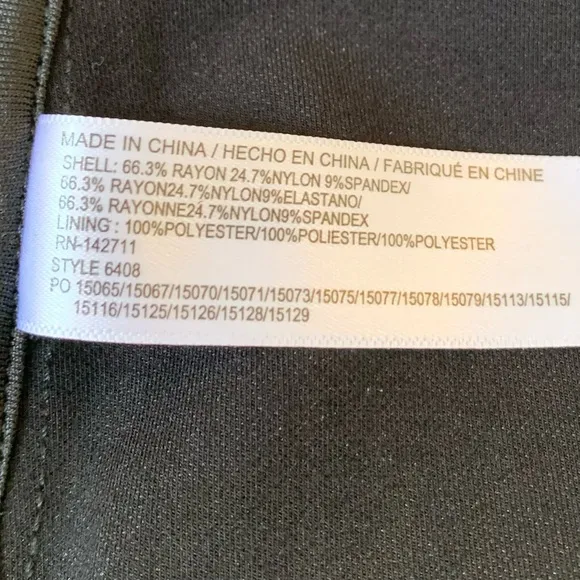 MADE IN CHINA / HECHO EN CHINA / FABRIQUÉ EN CHINE
SHELL: 66.3% RAYON 24.7%NYLON 9%SPANDEX/
66.3% RAYON24.7%NYLON9%ELASTANO/
66.3% RAYONNE24.7%NYLON9%SPANDEX
LINING : 100%POLYESTER/100%POLIESTER/100%POLYESTER
RN-142711
STYLE 6408
PO 15065/15067/15070/15071/15073/15075/15077/15078/15079/15113/15115/
15116/15125/15126/15128/15129